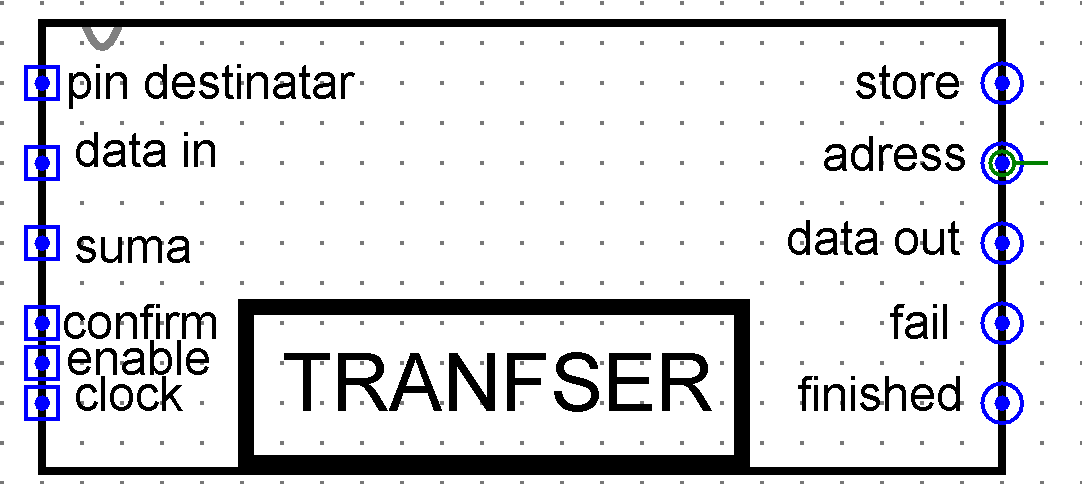 pin destinatar
data in
suma
confirm
enable
clock
store
adress
data out
fail
finished
TRANFSER